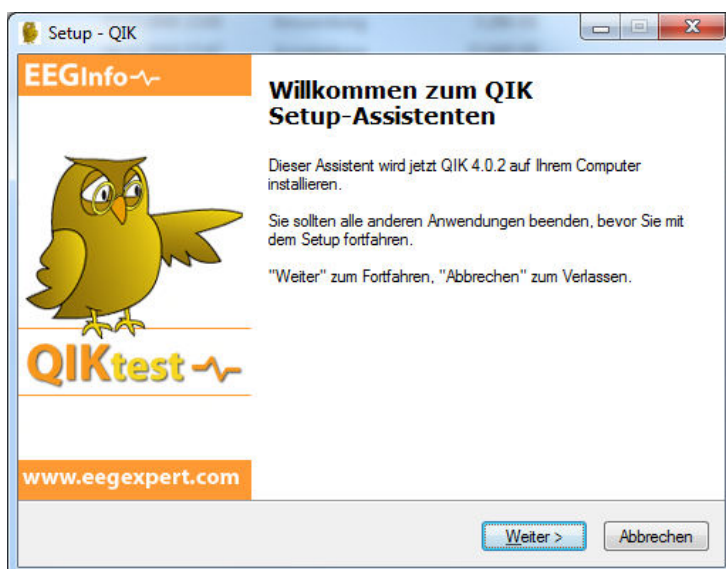 Setup - QIK
EEGInfo
Willkommen zum QIK
Setup-Assistenten
Dieser Assistent wird jetzt QIK 4.0.2 auf Ihrem Computer
installieren.
Sie sollten alle anderen Anwendungen beenden, bevor Sie mit
dem Setup fortfahren.
"Weiter" zum Fortfahren, "Abbrechen" zum Verlassen.
QIKtest
www.eegexpert.com
Weiter >
Abbrechen